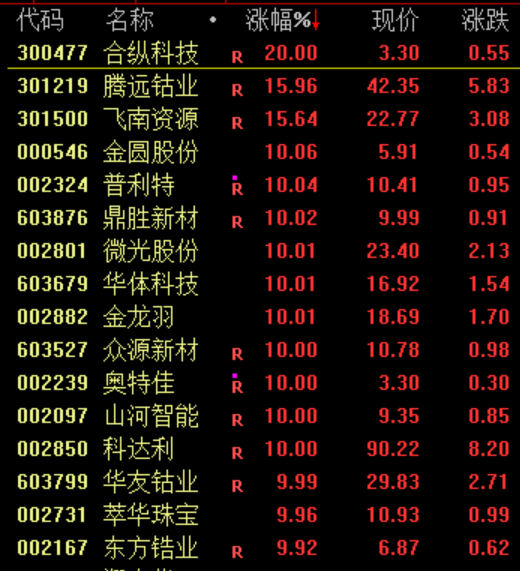 代码 名称 • 涨幅%↓ 现价 涨跌
300477 合纵科技 R 20.00 3.30 0.55
301219 腾远钴业 R 15.96 42.35 5.83
301500 飞南资源 R 15.64 22.77 3.08
000546 金圆股份 10.06 5.91 0.54
002324 普利特 R 10.04 10.41 0.95
603876 鼎胜新材 R 10.02 9.99 0.91
002801 微光股份 10.01 23.40 2.13
603679 华体科技 10.01 16.92 1.54
002882 金龙羽 10.01 18.69 1.70
603527 众源新材 R 10.00 10.78 0.98
002239 奥特佳 R 10.00 3.30 0.30
002097 山河智能 R 10.00 9.35 0.85
002850 科达利 R 10.00 90.22 8.20
603799 华友钴业 R 9.99 29.83 2.71
002731 萃华珠宝 9.96 10.93 0.99
002167 东方锆业 R 9.92 6.87 0.62